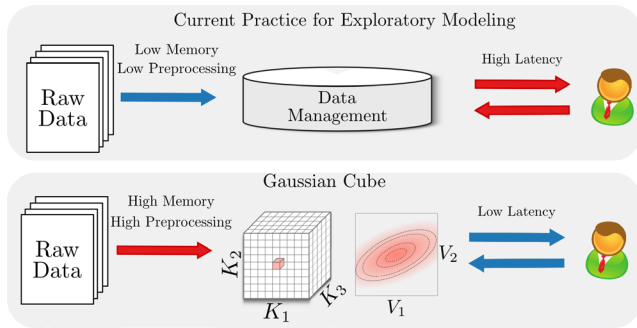 Current Practice for Exploratory Modeling
Raw
Data
Low Memory
Low Preprocessing
Data
Management
High Latency
Gaussian Cube
Raw
Data
High Memory
High Preprocessing
K2
K1
K3
V2
V1
Low Latency